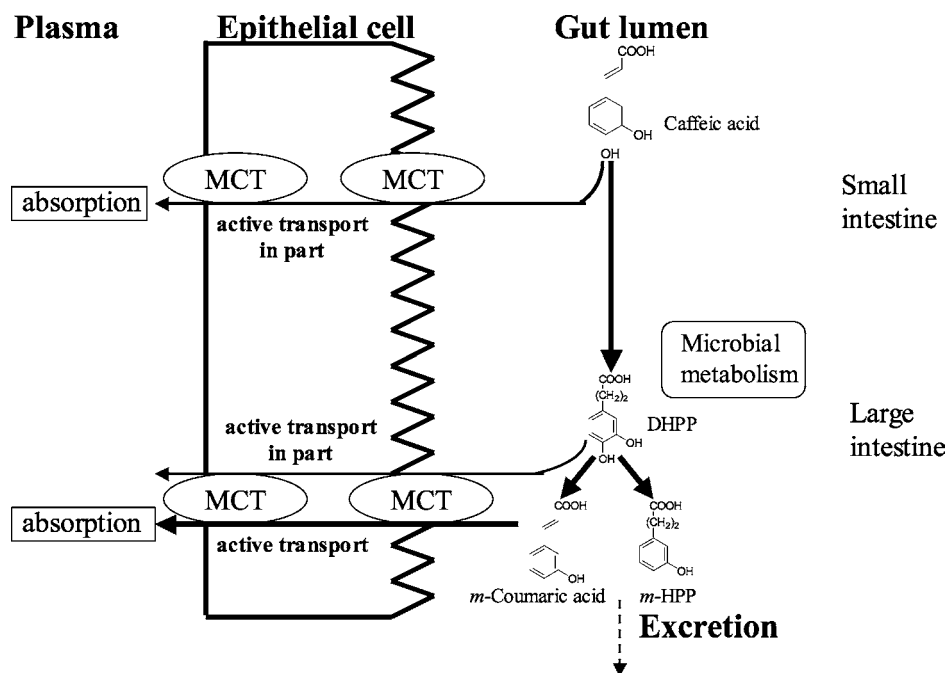 Plasma
Epithelial cell
Gut lumen
COOH
OH
Caffeic acid
OH
MCT
MCT
absorption
active transport
in part
Small
intestine
Microbial
metabolism
COOH
(CH₂)₂
DHPP
OH
OH
Large
intestine
active transport
in part
MCT
MCT
absorption
active transport
COOH
OH
m-Coumaric acid
COOH
(CH₂)₂
OH
m-HPP
Excretion